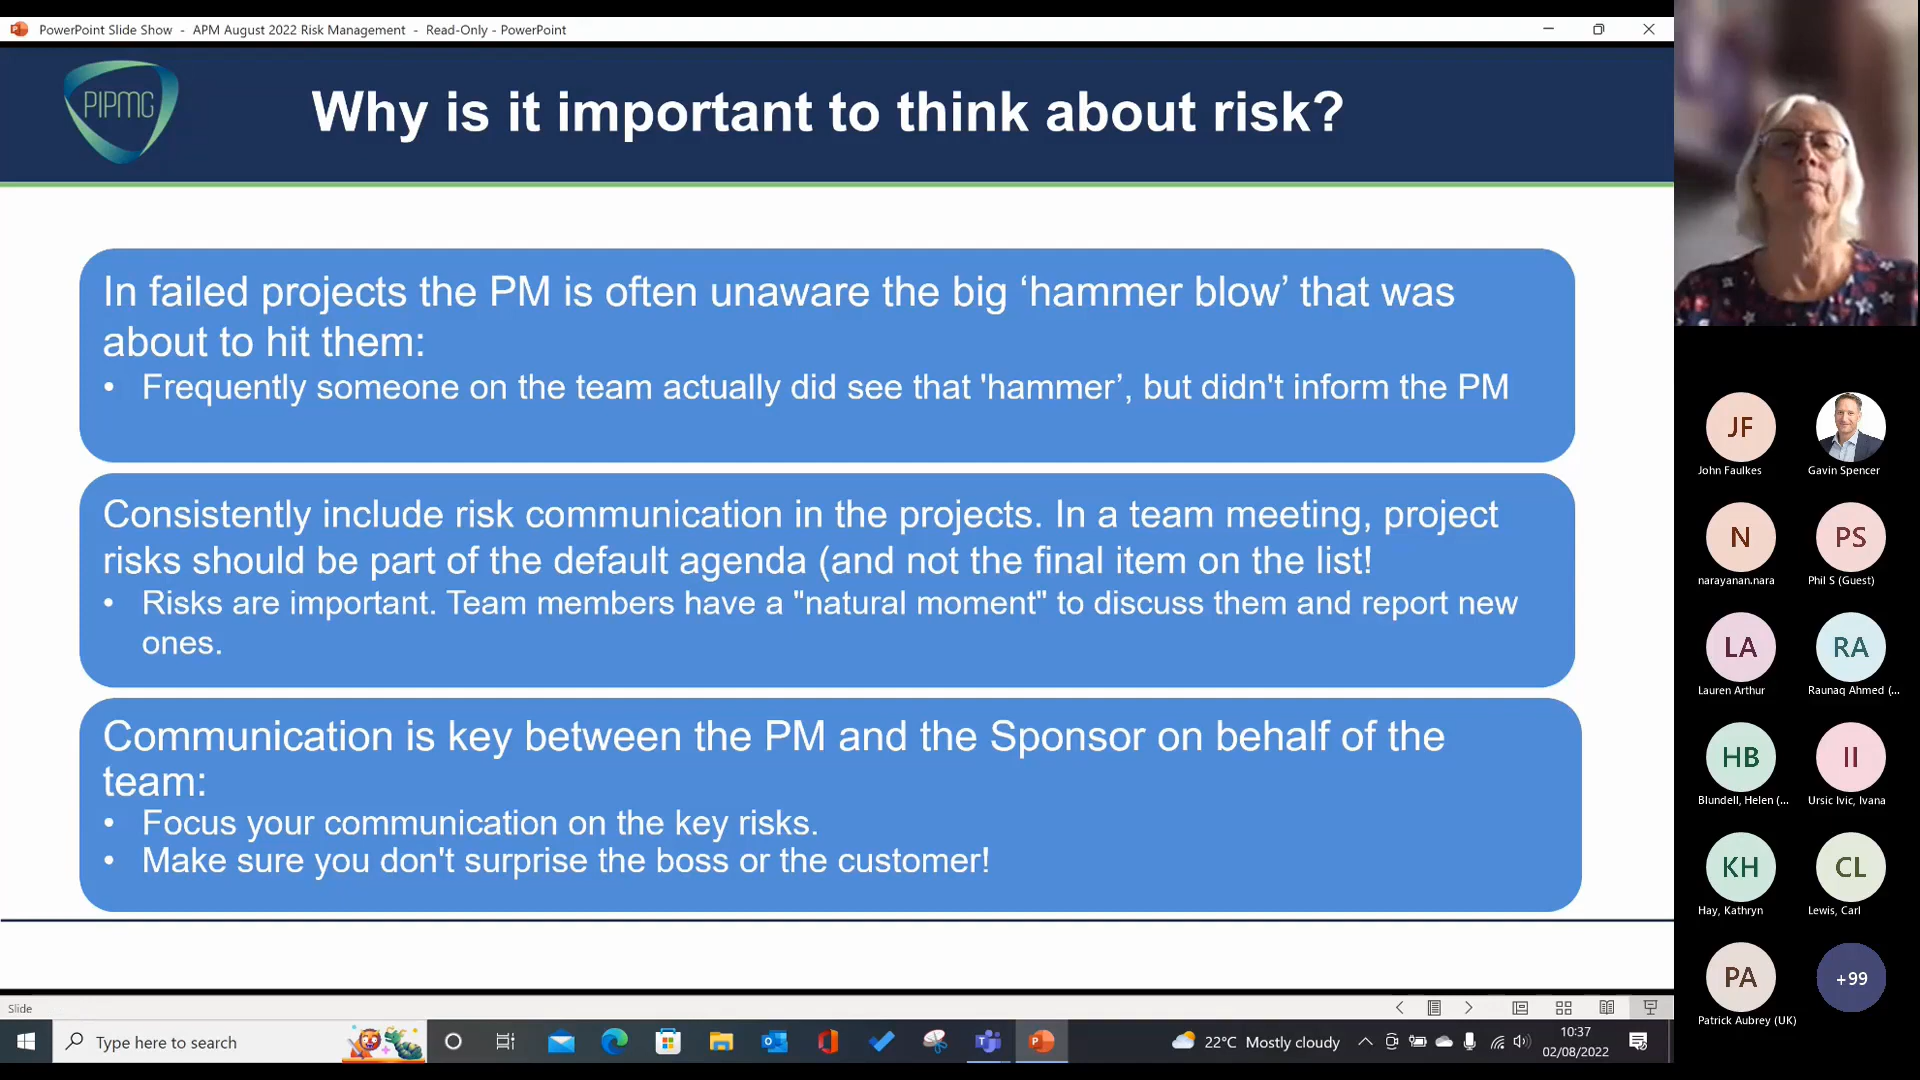 PowerPoint Slide Show - APM August 2022 Risk Management - Read-Only - PowerPoint
PIPMG
Why is it important to think about risk?
In failed projects the PM is often unaware the big ‘hammer blow’ that was
about to hit them:
• Frequently someone on the team actually did see that 'hammer’, but didn't inform the PM
Consistently include risk communication in the projects. In a team meeting, project
risks should be part of the default agenda (and not the final item on the list!
• Risks are important. Team members have a "natural moment" to discuss them and report new
ones.
Communication is key between the PM and the Sponsor on behalf of the
team:
• Focus your communication on the key risks.
• Make sure you don't surprise the boss or the customer!
JF
John Faulkes
Gavin Spencer
N
narayanan.nara
PS
Phil S (Guest)
LA
Lauren Arthur
RA
Raunaq Ahmed (...
HB
Blundell, Helen (...
II
Ursic Ivic, Ivana
KH
Hay, Kathryn
CL
Lewis, Carl
PA
Patrick Aubrey (UK)
+99
Slide
Type here to search
22°C Mostly cloudy
10:37
02/08/2022